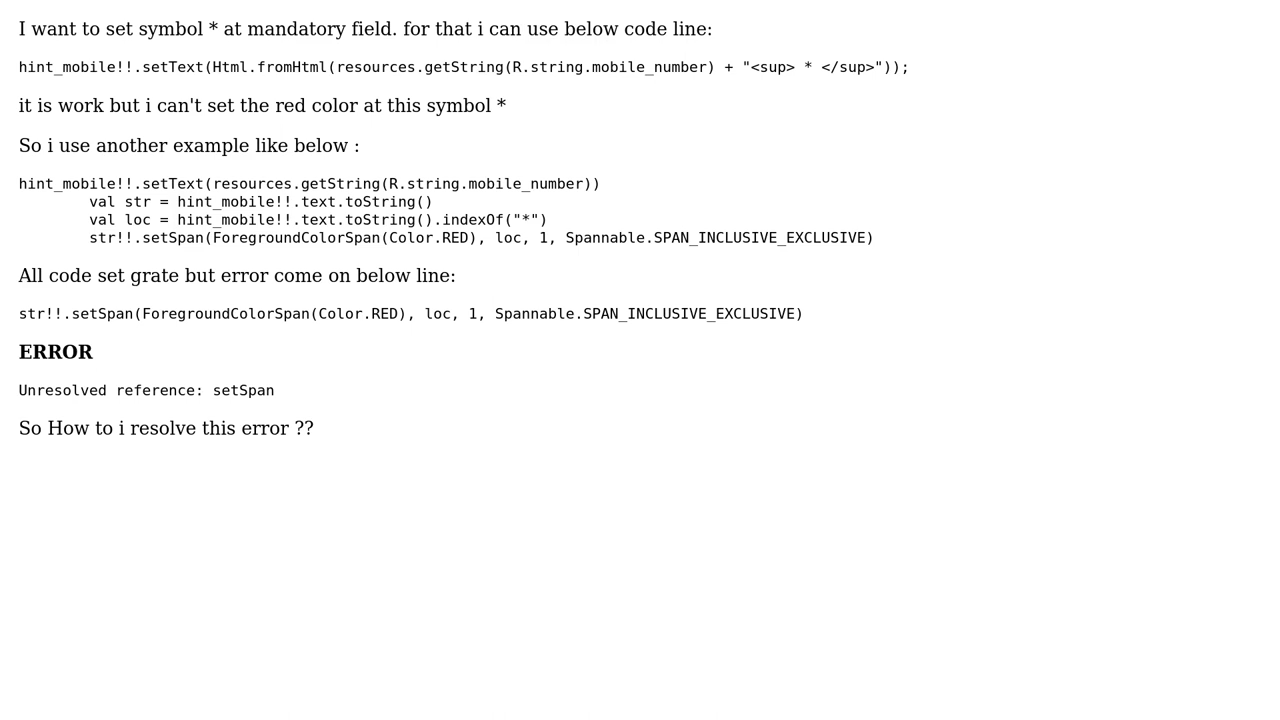 I want to set symbol * at mandatory field. for that i can use below code line:
hint_mobile!!.setText(Html.fromHtml(resources.getString(R.string.mobile_number) + "<sup> * </sup>"));
it is work but i can't set the red color at this symbol *
So i use another example like below :
hint_mobile!!.setText(resources.getString(R.string.mobile_number))
        val str = hint_mobile!!.text.toString()
        val loc = hint_mobile!!.text.toString().indexOf("*")
        str!!.setSpan(ForegroundColorSpan(Color.RED), loc, 1, Spannable.SPAN_INCLUSIVE_EXCLUSIVE)
All code set grate but error come on below line:
str!!.setSpan(ForegroundColorSpan(Color.RED), loc, 1, Spannable.SPAN_INCLUSIVE_EXCLUSIVE)
ERROR
Unresolved reference: setSpan
So How to i resolve this error ??